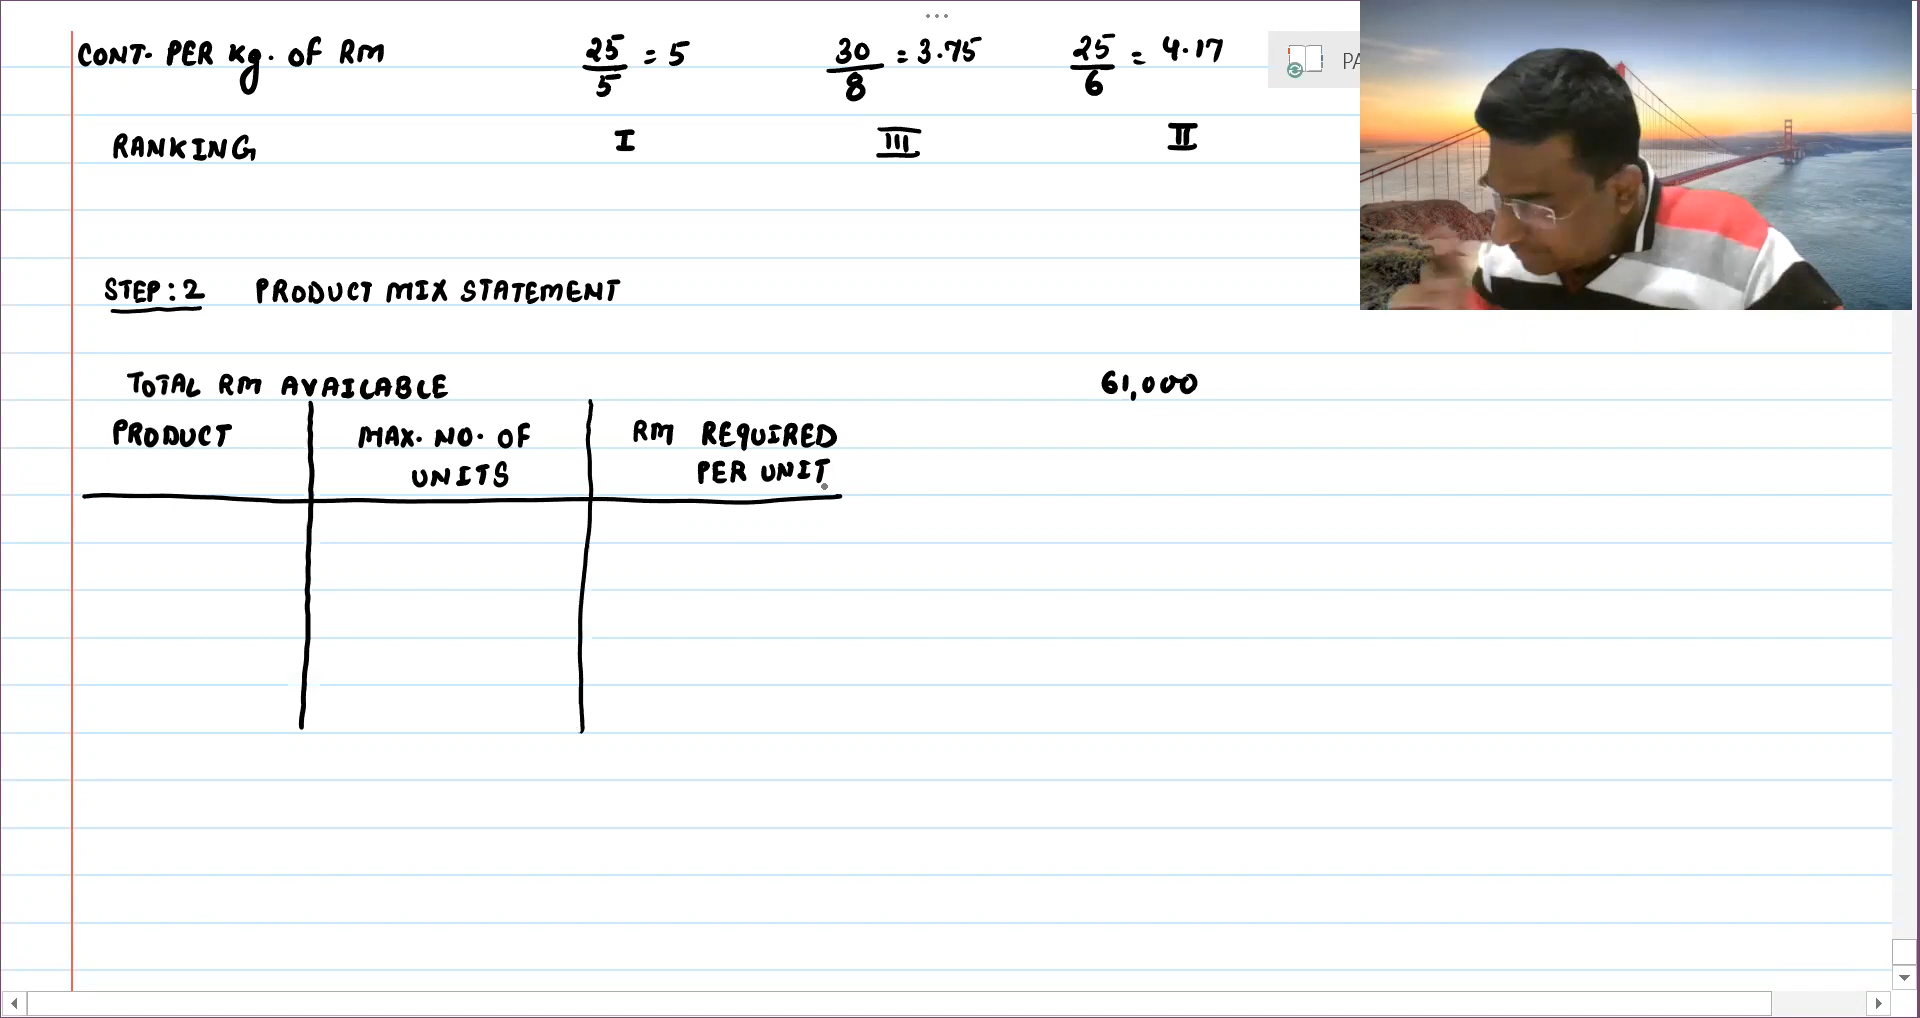 CONT. PER Kg. OF RM 25/5 = 5 30/8 = 3.75 25/6 = 4.17
PA
RANKING I III II
STEP: 2 PRODUCT MIX STATEMENT
TOTAL RM AVAILABLE 61,000
PRODUCT MAX. NO. OF UNITS RM REQUIRED PER UNIT